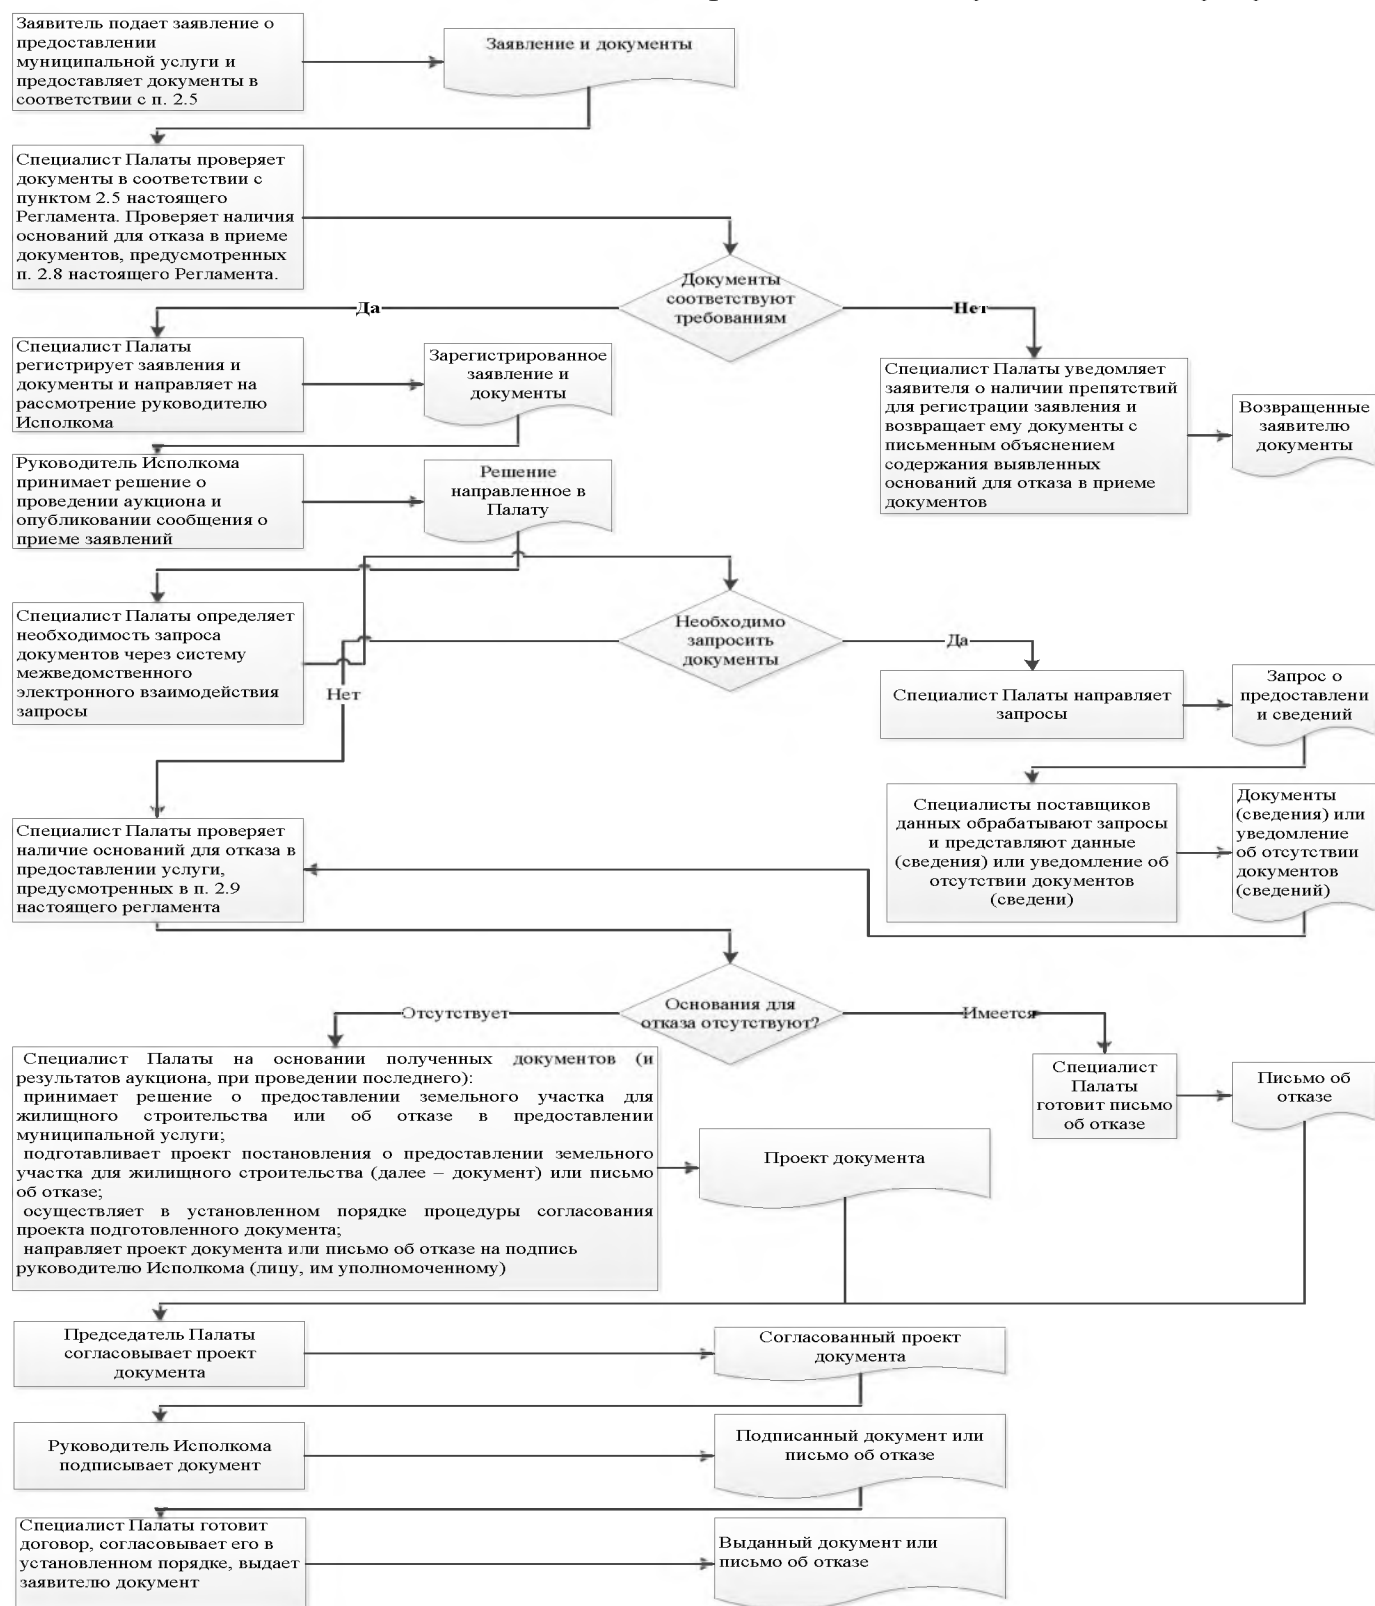 Заявитель подает заявление о
предоставлении
муниципальной услуги и
предоставляет документы в
соответствии с п. 2.5
Заявление и документы
Специалист Палаты проверяет
документы в соответствии с
пунктом 2.5 настоящего
Регламента. Проверяет наличия
оснований для отказа в приеме
документов, предусмотренных
п. 2.8 настоящего Регламента.
Документы
соответствуют
требованиям
Да
Нет
Специалист Палаты
регистрирует заявления и
документы и направляет на
рассмотрение руководителю
Исполкома
Зарегистрированное
заявление и
документы
Специалист Палаты уведомляет
заявителя о наличии препятствий
для регистрации заявления и
возвращает ему документы с
письменным объяснением
содержания выявленных
оснований для отказа в приеме
документов
Возвращенные
заявителю
документы
Руководитель Исполкома
принимает решение о
проведении аукциона и
опубликовании сообщения о
приеме заявлений
Решение
направленное в
Палату
Специалист Палаты определяет
необходимость запроса
документов через систему
межведомственного
электронного взаимодействия
запросы
Необходимо
запросить
документы
Да
Нет
Специалист Палаты направляет
запросы
Запрос о
предоставлени
и сведений
Специалисты поставщиков
данных обрабатывают запросы
и представляют данные
(сведения) или уведомление об
отсутствии документов
(сведени)
Документы
(сведения) или
уведомление
об отсутствии
документов
(сведений)
Специалист Палаты проверяет
наличие оснований для отказа в
предоставлении услуги,
предусмотренных в п. 2.9
настоящего регламента
Основания для
отказа отсутствуют?
Отсутствует
Имеется
Специалист Палаты на основании полученных документов (и
результатов аукциона, при проведении последнего):
принимает решение о предоставлении земельного участка для
жилищного строительства или об отказе в предоставлении
муниципальной услуги;
подготавливает проект постановления о предоставлении земельного
участка для жилищного строительства (далее – документ) или письмо
об отказе;
осуществляет в установленном порядке процедуры согласования
проекта подготовленного документа;
направляет проект документа или письмо об отказе на подпись
руководителю Исполкома (лицу, им уполномоченному)
Проект документа
Специалист
Палаты
готовит письмо
об отказе
Письмо об
отказе
Председатель Палаты
согласовывает проект
документа
Согласованный проект
документа
Руководитель Исполкома
подписывает документ
Подписанный документ или
письмо об отказе
Специалист Палаты готовит
договор, согласовывает его в
установленном порядке, выдает
заявителю документ
Выданный документ или
письмо об отказе